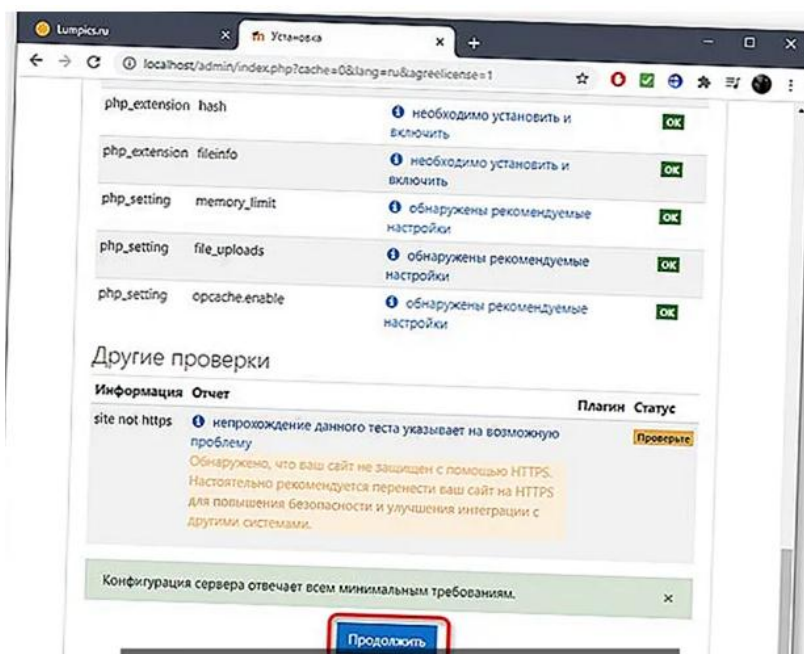 Lumpics.ru
Установка
localhost/admin/index.php?cache=0&lang=ru&agreelicense=1
php_extension hash необходимо установить и OK
включить
php_extension fileinfo необходимо установить и OK
включить
php_setting memory_limit обнаружены рекомендуемые OK
настройки
php_setting file_uploads обнаружены рекомендуемые OK
настройки
php_setting opcache.enable обнаружены рекомендуемые OK
настройки
Другие проверки
Информация Отчет Плагин Статус
site not https непрохождение данного теста указывает на возможную Проверьте
проблему
Обнаружено, что ваш сайт не защищен с помощью HTTPS.
Настоятельно рекомендуется перенести ваш сайт на HTTPS
для повышения безопасности и улучшения интеграции с
другими системами.
Конфигурация сервера отвечает всем минимальным требованиям. ×
Продолжить